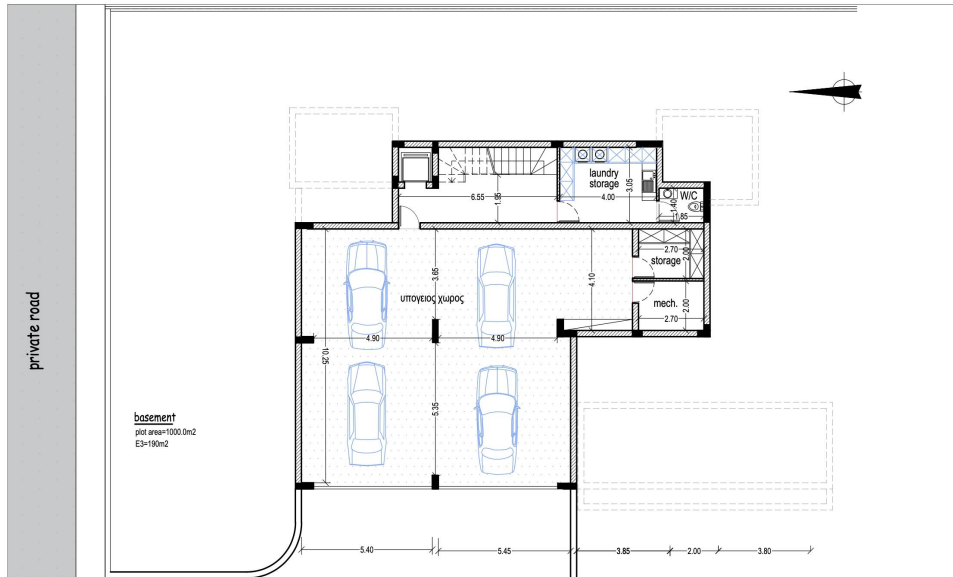 laundry
storage
3.05
W/C
6.55
1.95
4.00
1.40
1.85
2.70
2.00
storage
3.65
4.10
mech.
2.00
2.70
private road
4.90
4.90
10.25
5.35
basement
plot area=1000.0m2
E3=190m2
5.40
5.45
3.85
2.00
3.80